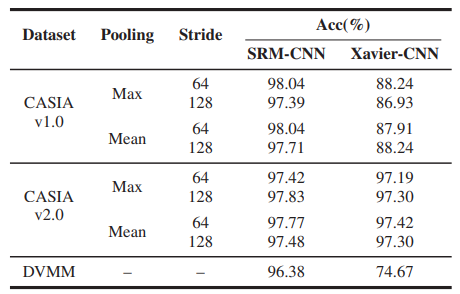 Dataset Pooling Stride Acc(%)
SRM-CNN Xavier-CNN
CASIA v1.0 Max 64 98.04 88.24
128 97.39 86.93
Mean 64 98.04 87.91
128 97.71 88.24
CASIA v2.0 Max 64 97.42 97.19
128 97.83 97.30
Mean 64 97.77 97.42
128 97.48 97.30
DVMM – – 96.38 74.67